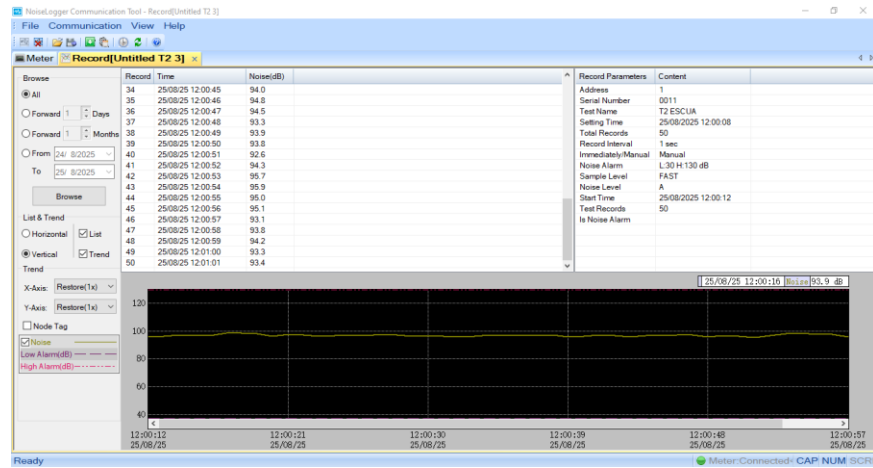 NoiseLogger Communication Tool - Record[Untitled T2 3]
File Communication View Help
Meter Record[Untitled T2 3] ×
Browse
All
Forward 1 Days
Forward 1 Months
From 24/ 8/2025
To 25/ 8/2025
Browse
List & Trend
Horizontal List
Vertical Trend
Trend
X-Axis: Restore(1x)
Y-Axis: Restore(1x)
Node Tag
Noise
Low Alarm(dB)
High Alarm(dB)
Record Time Noise(dB)
34 25/08/25 12:00:45 94.0
35 25/08/25 12:00:46 94.8
36 25/08/25 12:00:47 94.5
37 25/08/25 12:00:48 93.3
38 25/08/25 12:00:49 93.9
39 25/08/25 12:00:50 93.8
40 25/08/25 12:00:51 92.6
41 25/08/25 12:00:52 94.3
42 25/08/25 12:00:53 95.7
43 25/08/25 12:00:54 95.9
44 25/08/25 12:00:55 95.0
45 25/08/25 12:00:56 95.1
46 25/08/25 12:00:57 93.1
47 25/08/25 12:00:58 93.8
48 25/08/25 12:00:59 94.2
49 25/08/25 12:01:00 93.3
50 25/08/25 12:01:01 93.4
Record Parameters Content
Address 1
Serial Number 0011
Test Name T2 ESCUA
Setting Time 25/08/2025 12:00:08
Total Records 50
Record Interval 1 sec
Immediately/Manual Manual
Noise Alarm L:30 H:130 dB
Sample Level FAST
Noise Level A
Start Time 25/08/2025 12:00:12
Test Records 50
Is Noise Alarm
25/08/25 12:00:16 Noise 93.9 dB
120
100
80
60
40
12:00:12 12:00:21 12:00:30 12:00:39 12:00:48 12:00:57
25/08/25 25/08/25 25/08/25 25/08/25 25/08/25 25/08/25
Ready
Meter:Connected CAP NUM SCR